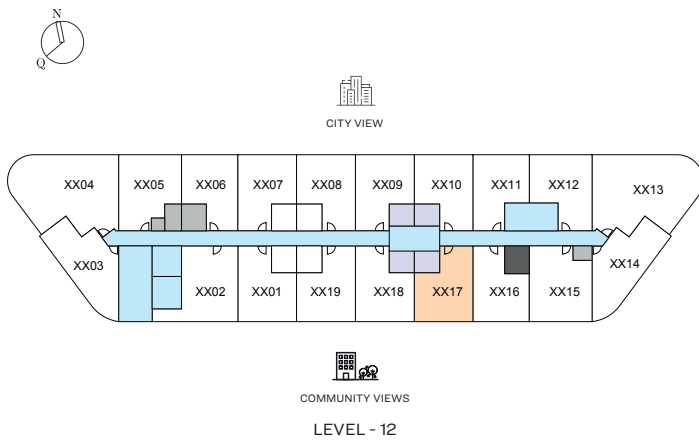 N
Q
CITY VIEW
XX04 XX05 XX06 XX07 XX08 XX09 XX10 XX11 XX12 XX13
XX03 XX14
XX02 XX01 XX19 XX18 XX17 XX16 XX15
COMMUNITY VIEWS
LEVEL - 12